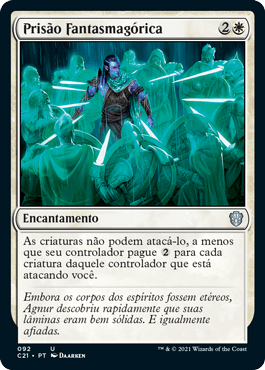 Prisão Fantasmagórica 2
Encantamento
As criaturas não podem atacá-lo, a menos
que seu controlador pague 2 para cada
criatura daquele controlador que está
atacando você.
Embora os corpos dos espíritos fossem etéreos,
Agnur descobriu rapidamente que suas
lâminas eram bem sólidas. E igualmente
afiadas.
092 U
C21 • PT DAARKEN
™ & © 2021 Wizards of the Coast